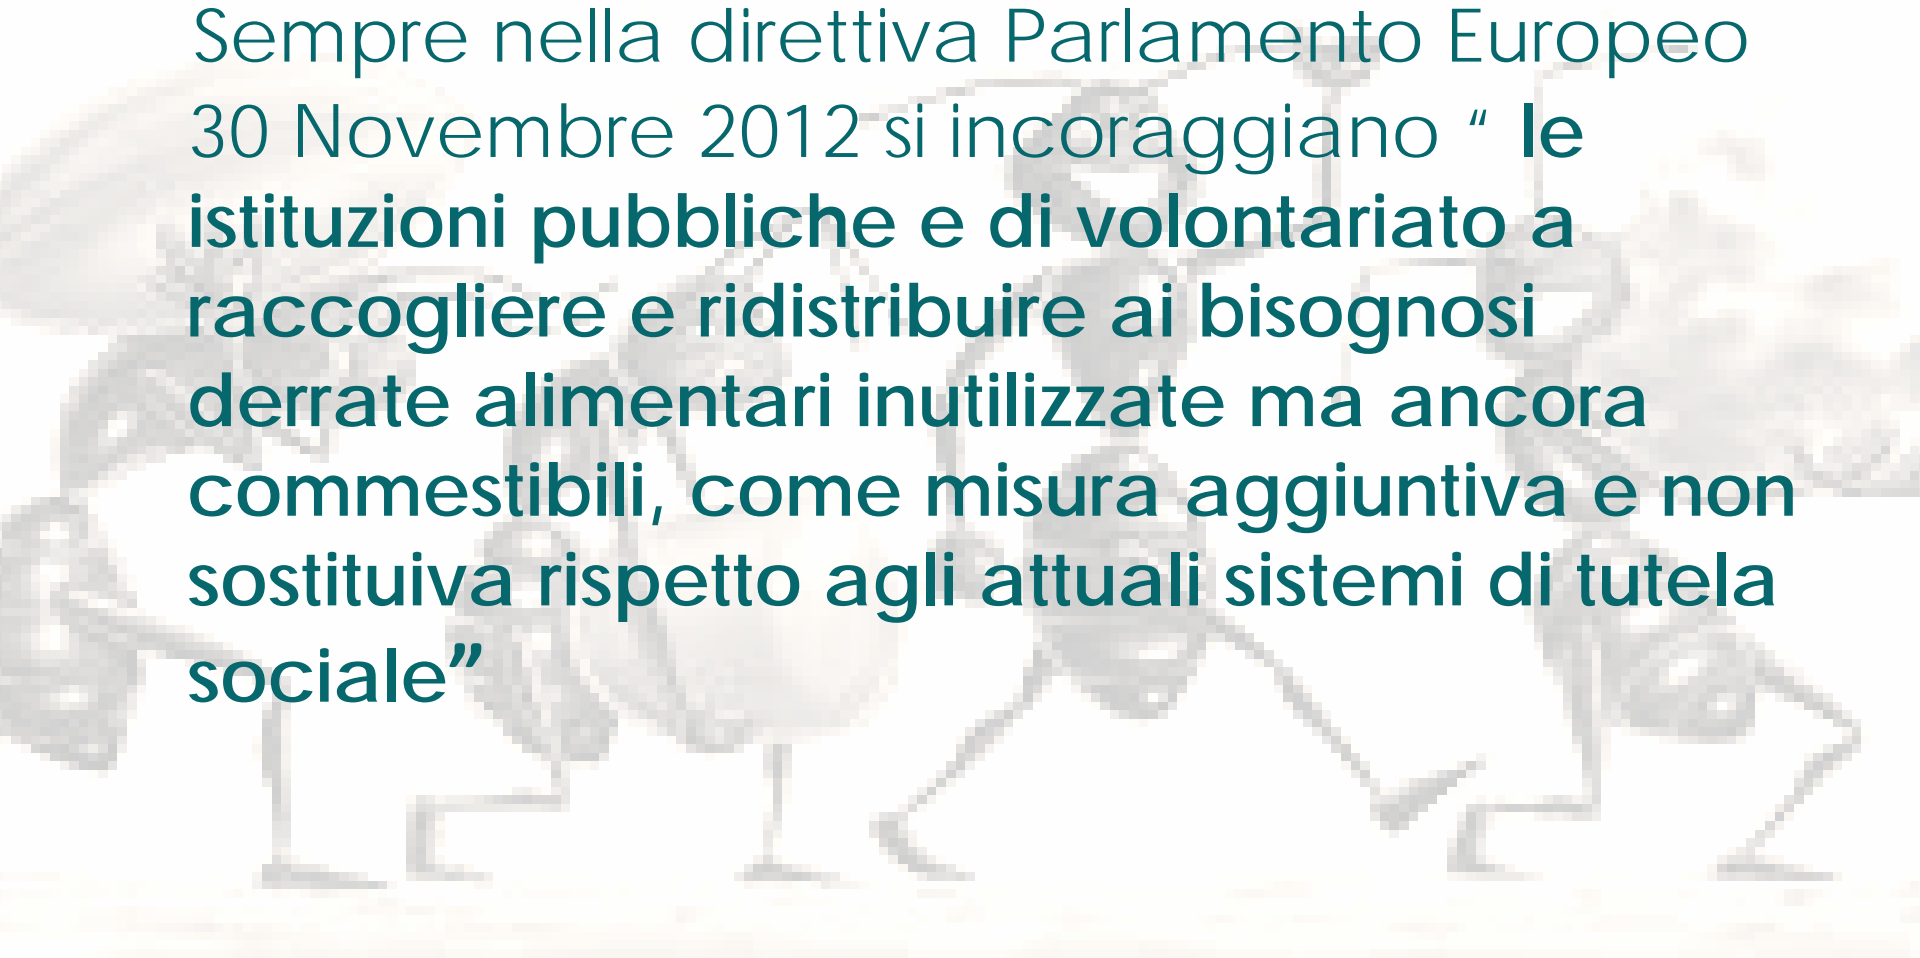 Sempre nella direttiva Parlamento Europeo
30 Novembre 2012 si incoraggiano “ le
istituzioni pubbliche e di volontariato a
raccogliere e ridistribuire ai bisognosi
derrate alimentari inutilizzate ma ancora
commestibili, come misura aggiuntiva e non
sostituiva rispetto agli attuali sistemi di tutela
sociale”